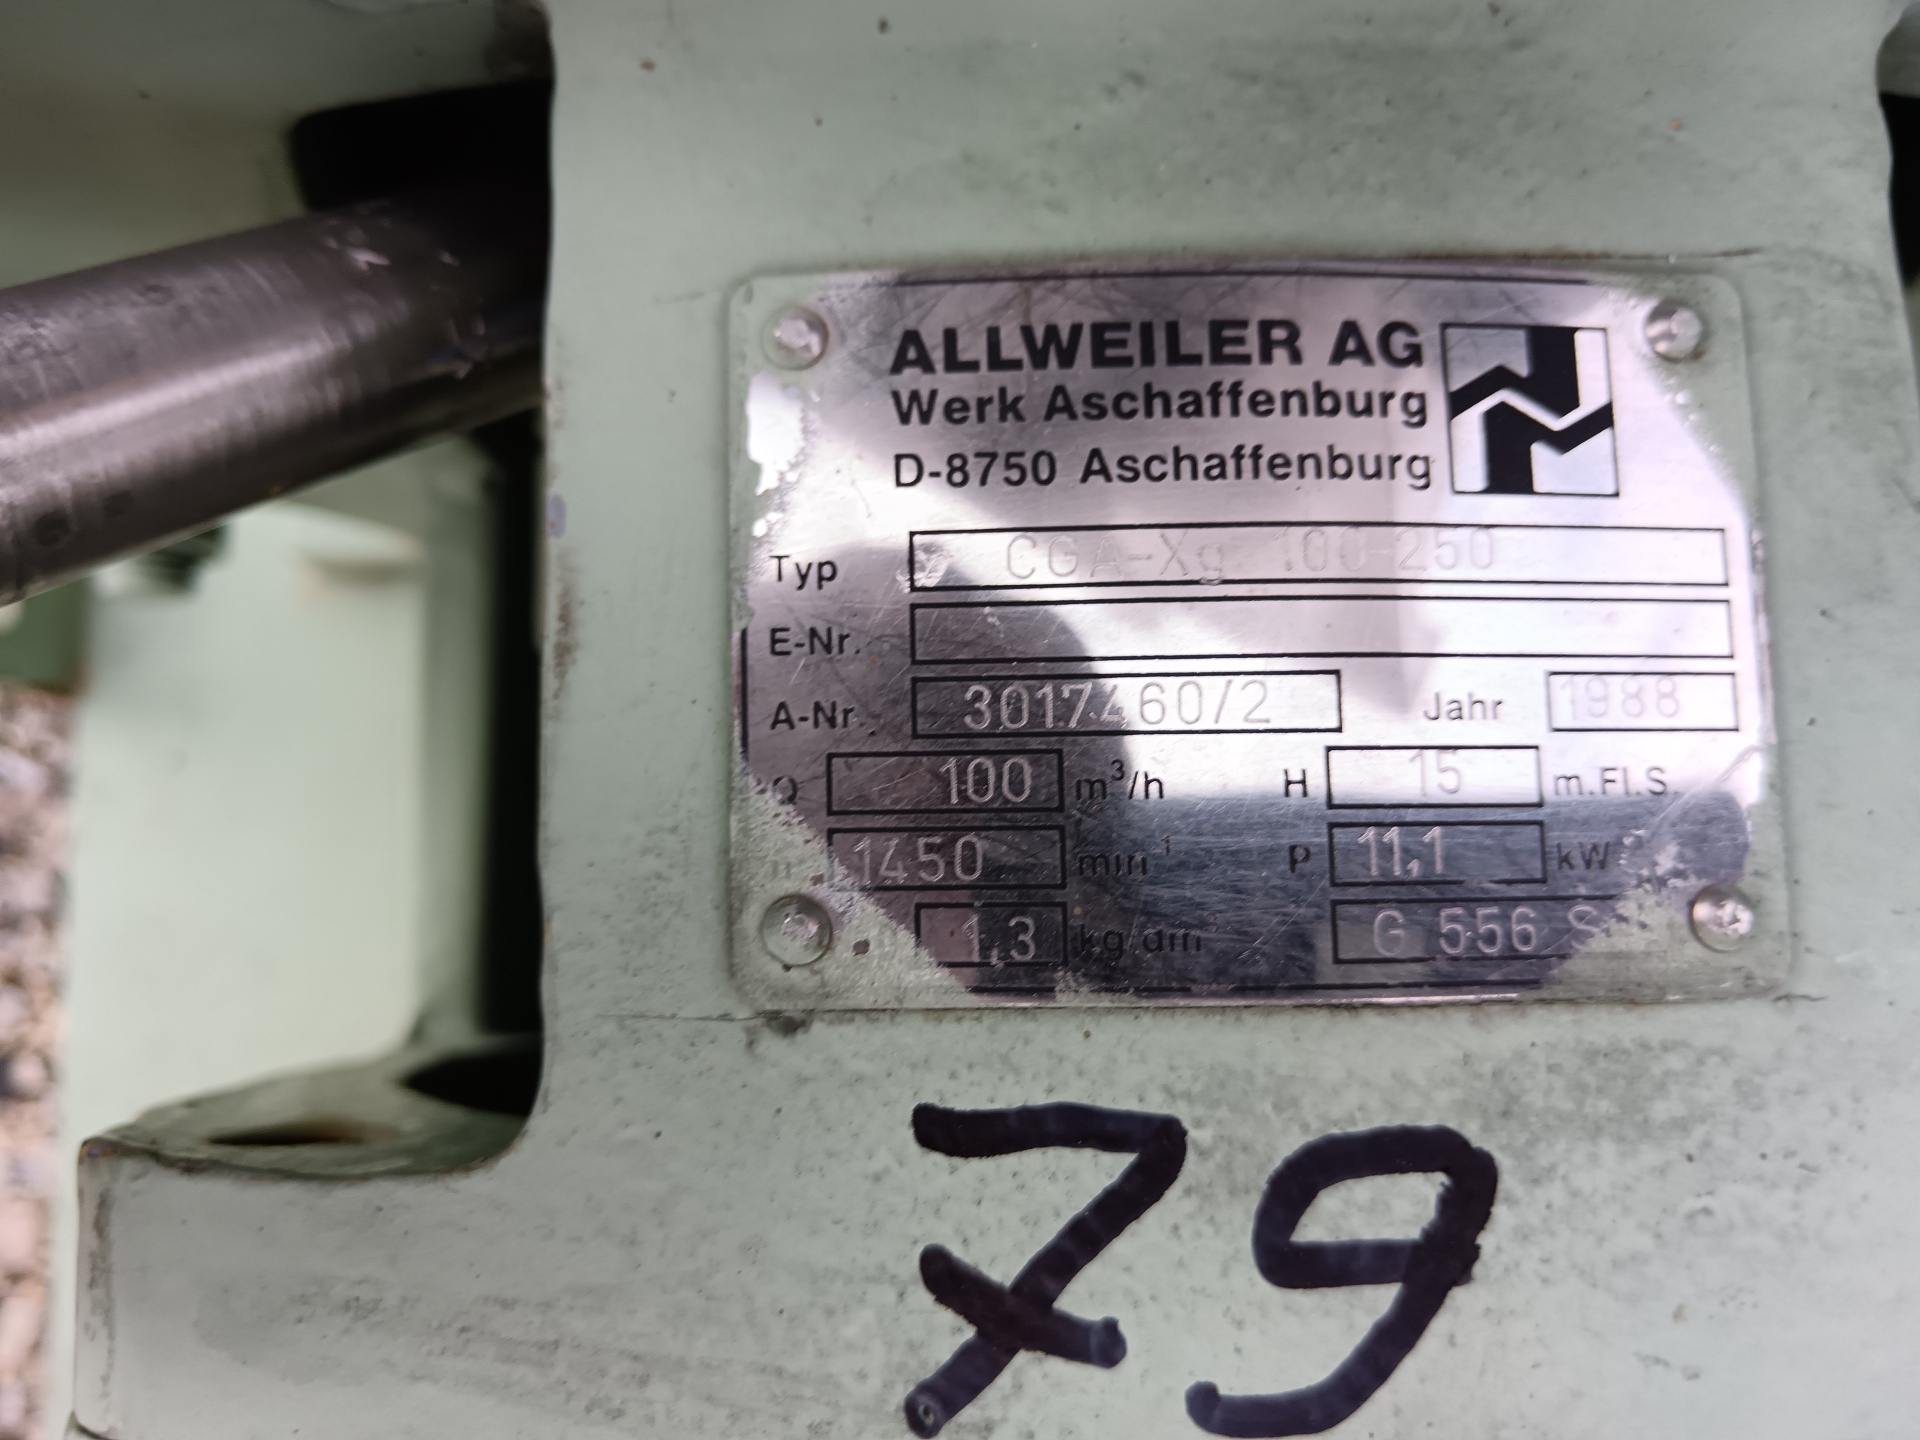 ALLWEILER AG
Werk Aschaffenburg
D-8750 Aschaffenburg
Typ CGA-Xg 100-250
E-Nr.
A-Nr. 3017460/2 Jahr 1988
Q 100 m³/h H 15 m.Fl.S.
n 1450 min⁻¹ P 11,1 kW
1,3 kg/dm³ G 556 S
79